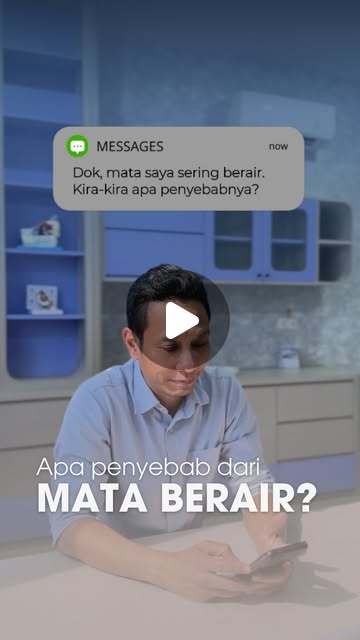 MESSAGES
now
Dok, mata saya sering berair.
Kira-kira apa penyebabnya?
Apa penyebab dari
MATA BERAIR?